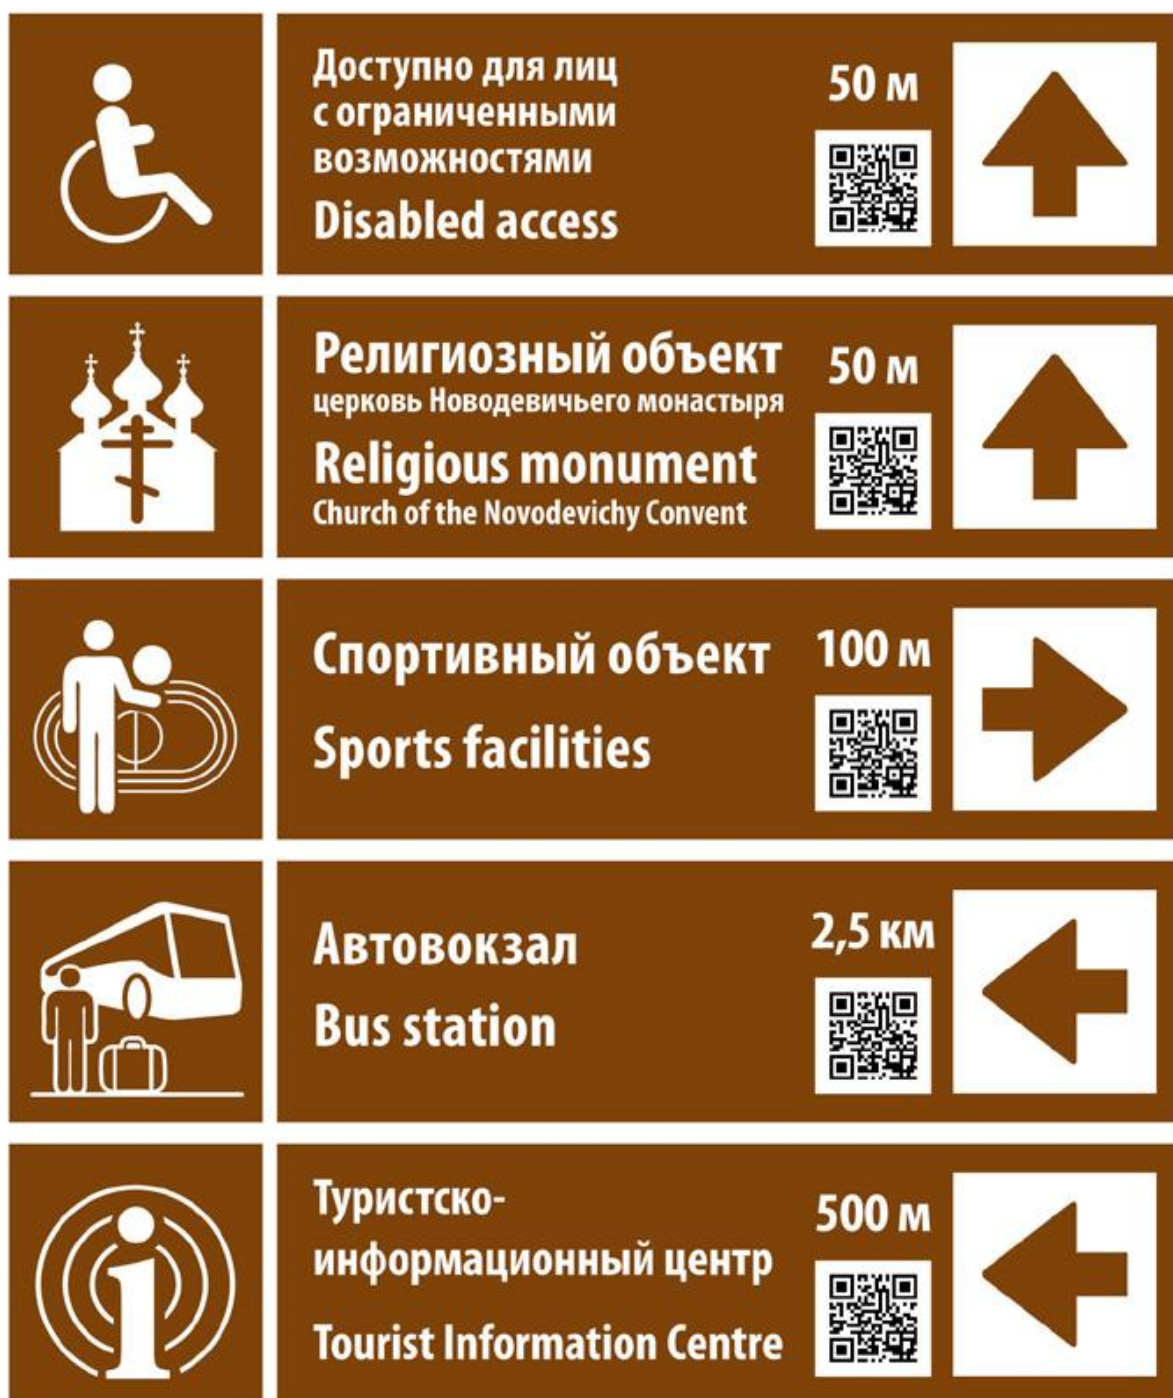 Доступно для лиц
с ограниченными
возможностями
Disabled access
50 м
Религиозный объект
церковь Новодевичьего монастыря
Religious monument
Church of the Novodevichy Convent
50 м
Спортивный объект
Sports facilities
100 м
Автовокзал
Bus station
2,5 км
Туристско-
информационный центр
Tourist Information Centre
500 м